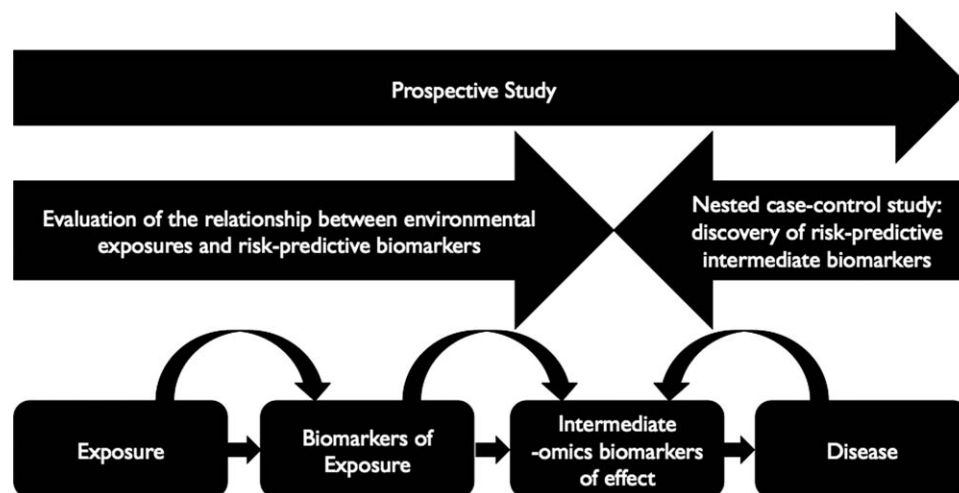 Prospective Study
Evaluation of the relationship between environmental
exposures and risk-predictive biomarkers
Nested case-control study:
discovery of risk-predictive
intermediate biomarkers
Exposure
Biomarkers of
Exposure
Intermediate
-omics biomarkers
of effect
Disease